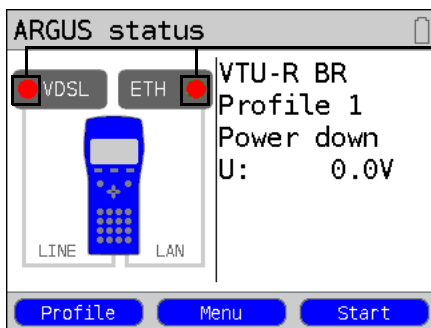 ARGUS status
VDSL
ETH
VTU-R BR
Profile 1
Power down
U: 0.0V
LINE
LAN
Profile
Menu
Start